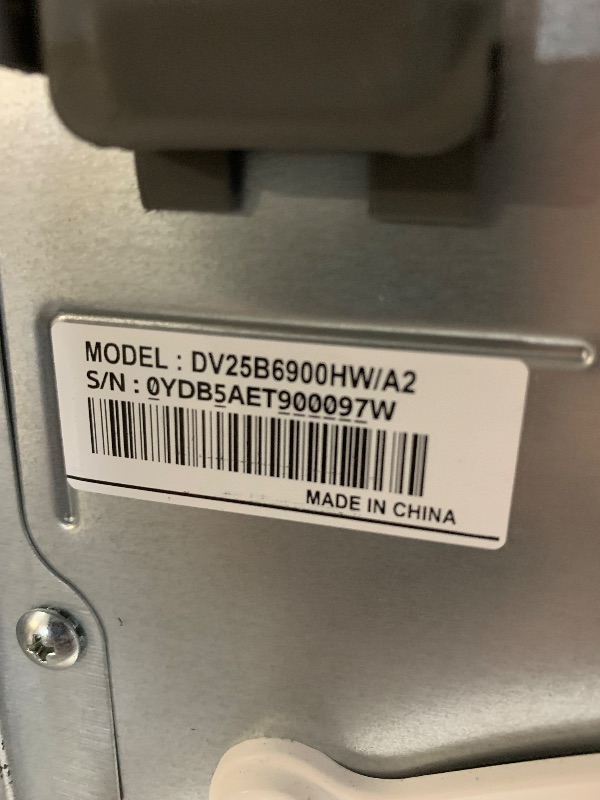 MODEL : DV25B6900HW/A2
S/N : 0YDB5AET900097W
MADE IN CHINA